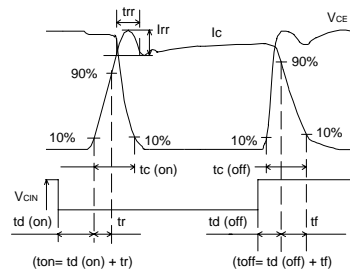 trr
Irr
Ic
VCE
90%
90%
10%
10%
10%
10%
tc (on)
tc (off)
VCIN
td (on)
tr
td (off)
tf
(ton= td (on) + tr)
(toff= td (off) + tf)